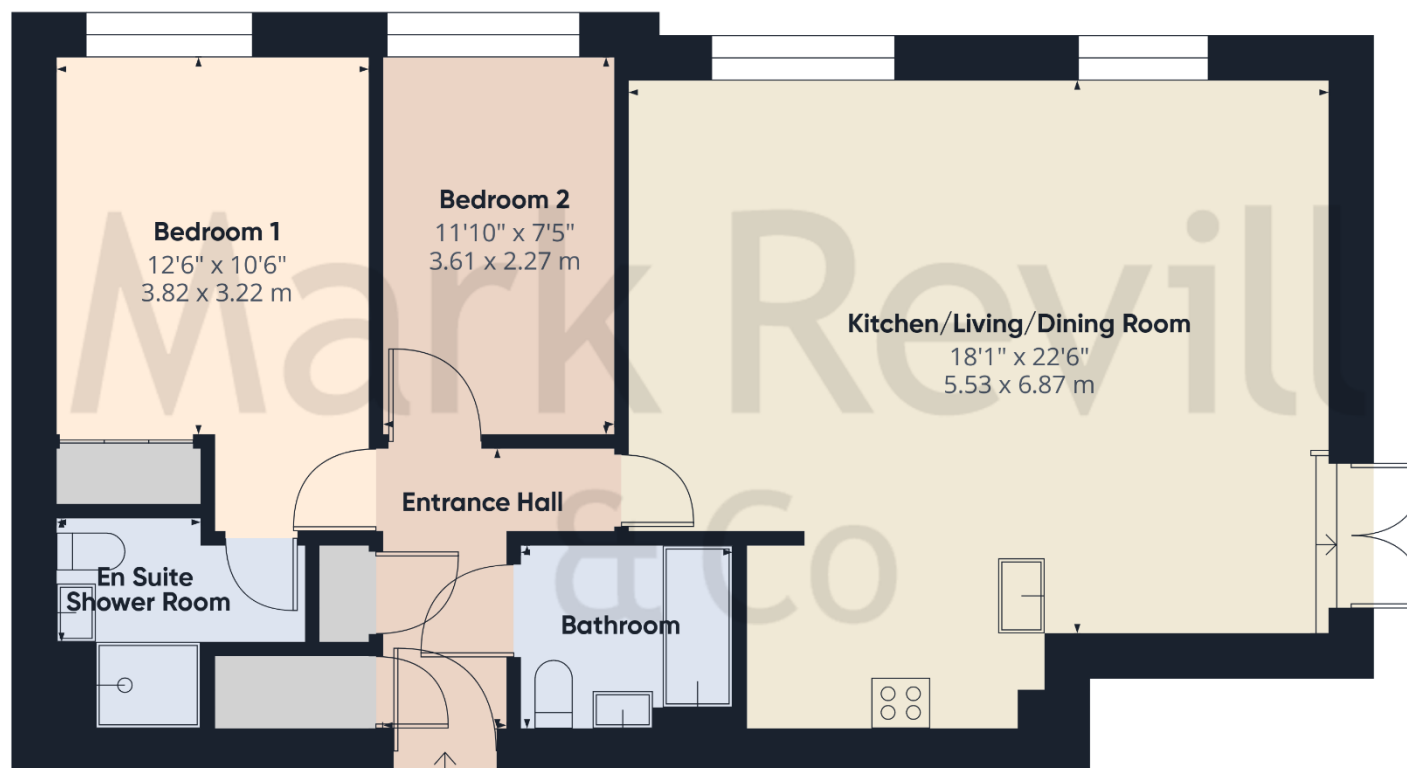 Bedroom 1
12'6" x 10'6"
3.82 x 3.22 m
Bedroom 2
11'10" x 7'5"
3.61 x 2.27 m
Kitchen/Living/Dining Room
18'1" x 22'6"
5.53 x 6.87 m
Entrance Hall
En Suite
Shower Room
Bathroom
Mark Revill
& Co